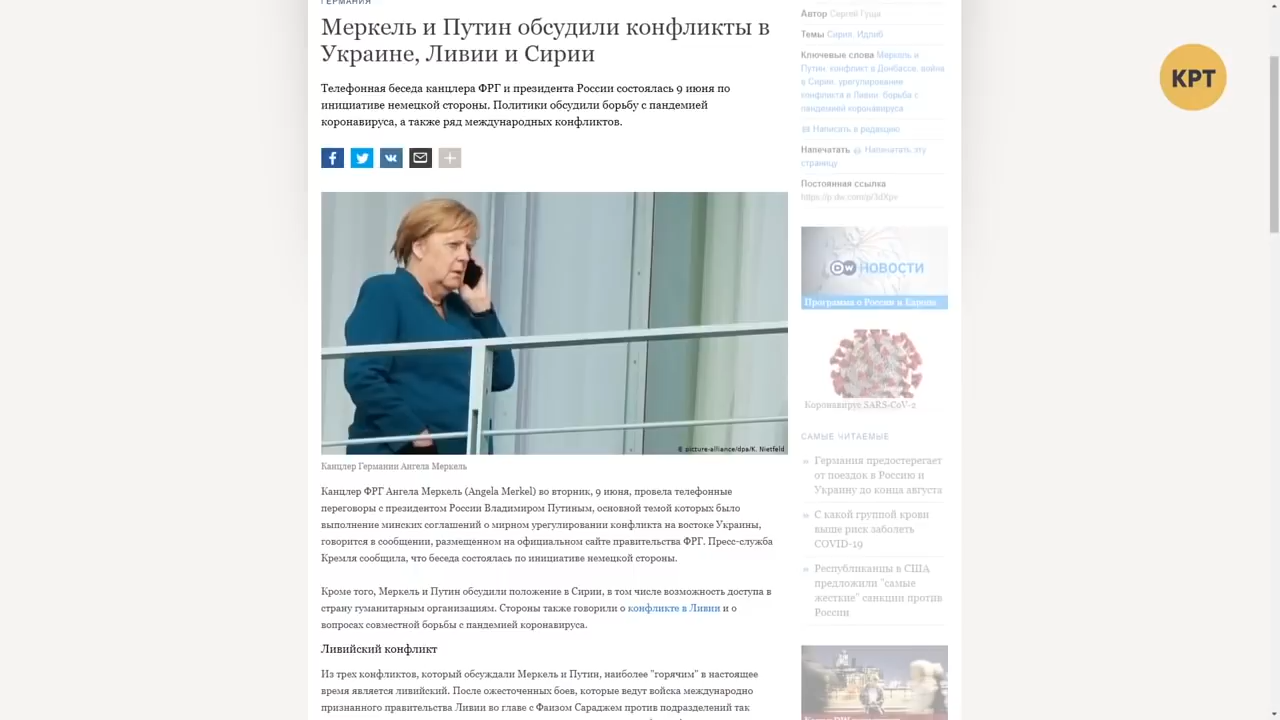 ГЕРМАНИЯ
Меркель и Путин обсудили конфликты в
Украине, Ливии и Сирии
Телефонная беседа канцлера ФРГ и президента России состоялась 9 июня по
инициативе немецкой стороны. Политики обсудили борьбу с пандемией
коронавируса, а также ряд международных конфликтов.
© picture-alliance/dpa/K. Nietfeld
Канцлер Германии Ангела Меркель
Канцлер ФРГ Ангела Меркель (Angela Merkel) во вторник, 9 июня, провела телефонные
переговоры с президентом России Владимиром Путиным, основной темой которых было
выполнение минских соглашений о мирном урегулировании конфликта на востоке Украины,
говорится в сообщении, размещенном на официальном сайте правительства ФРГ. Пресс-служба
Кремля сообщила, что беседа состоялась по инициативе немецкой стороны.
Кроме того, Меркель и Путин обсудили положение в Сирии, в том числе возможность доступа в
страну гуманитарным организациям. Стороны также говорили о конфликте в Ливии и о
вопросах совместной борьбы с пандемией коронавируса.
Ливийский конфликт
Из трех конфликтов, который обсуждали Меркель и Путин, наиболее "горячим" в настоящее
время является ливийский. После ожесточенных боев, которые ведут войска международно
признанного правительства Ливии во главе с Фаизом Сараджем против подразделений так
Автор Сергей Гуща
Темы Сирия, Идлиб
Ключевые слова Меркель и
Путин, конфликт в Донбассе, война
в Сирии, урегулирование
конфликта в Ливии, борьба с
пандемией коронавируса
Написать в редакцию
Напечатать Напечатать эту
страницу
Постоянная ссылка
https://p.dw.com/p/3dXpv
DW НОВОСТИ
Программа о России и Европе
Коронавирус SARS-CoV-2
САМЫЕ ЧИТАЕМЫЕ
Германия предостерегает
от поездок в Россию и
Украину до конца августа
С какой группой крови
выше риск заболеть
COVID-19
Республиканцы в США
предложили "самые
жесткие" санкции против
России
КРТ